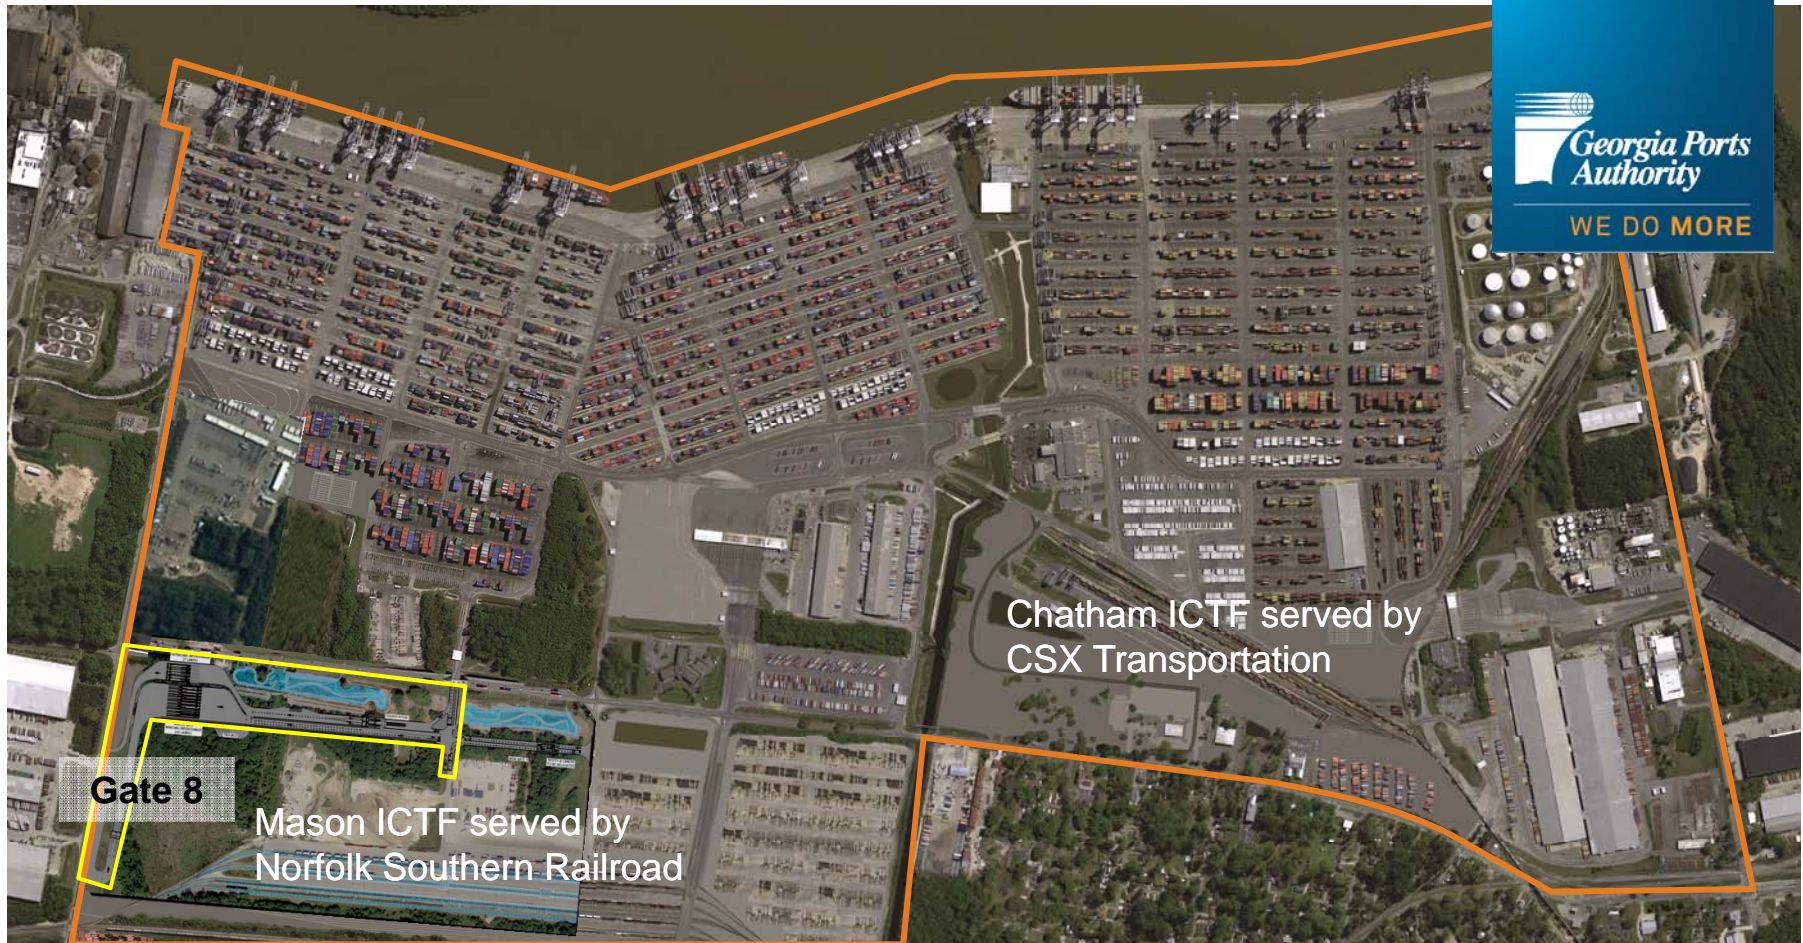 Georgia Ports
Authority
WE DO MORE
Chatham ICTF served by
CSX Transportation
Gate 8
Mason ICTF served by
Norfolk Southern Railroad